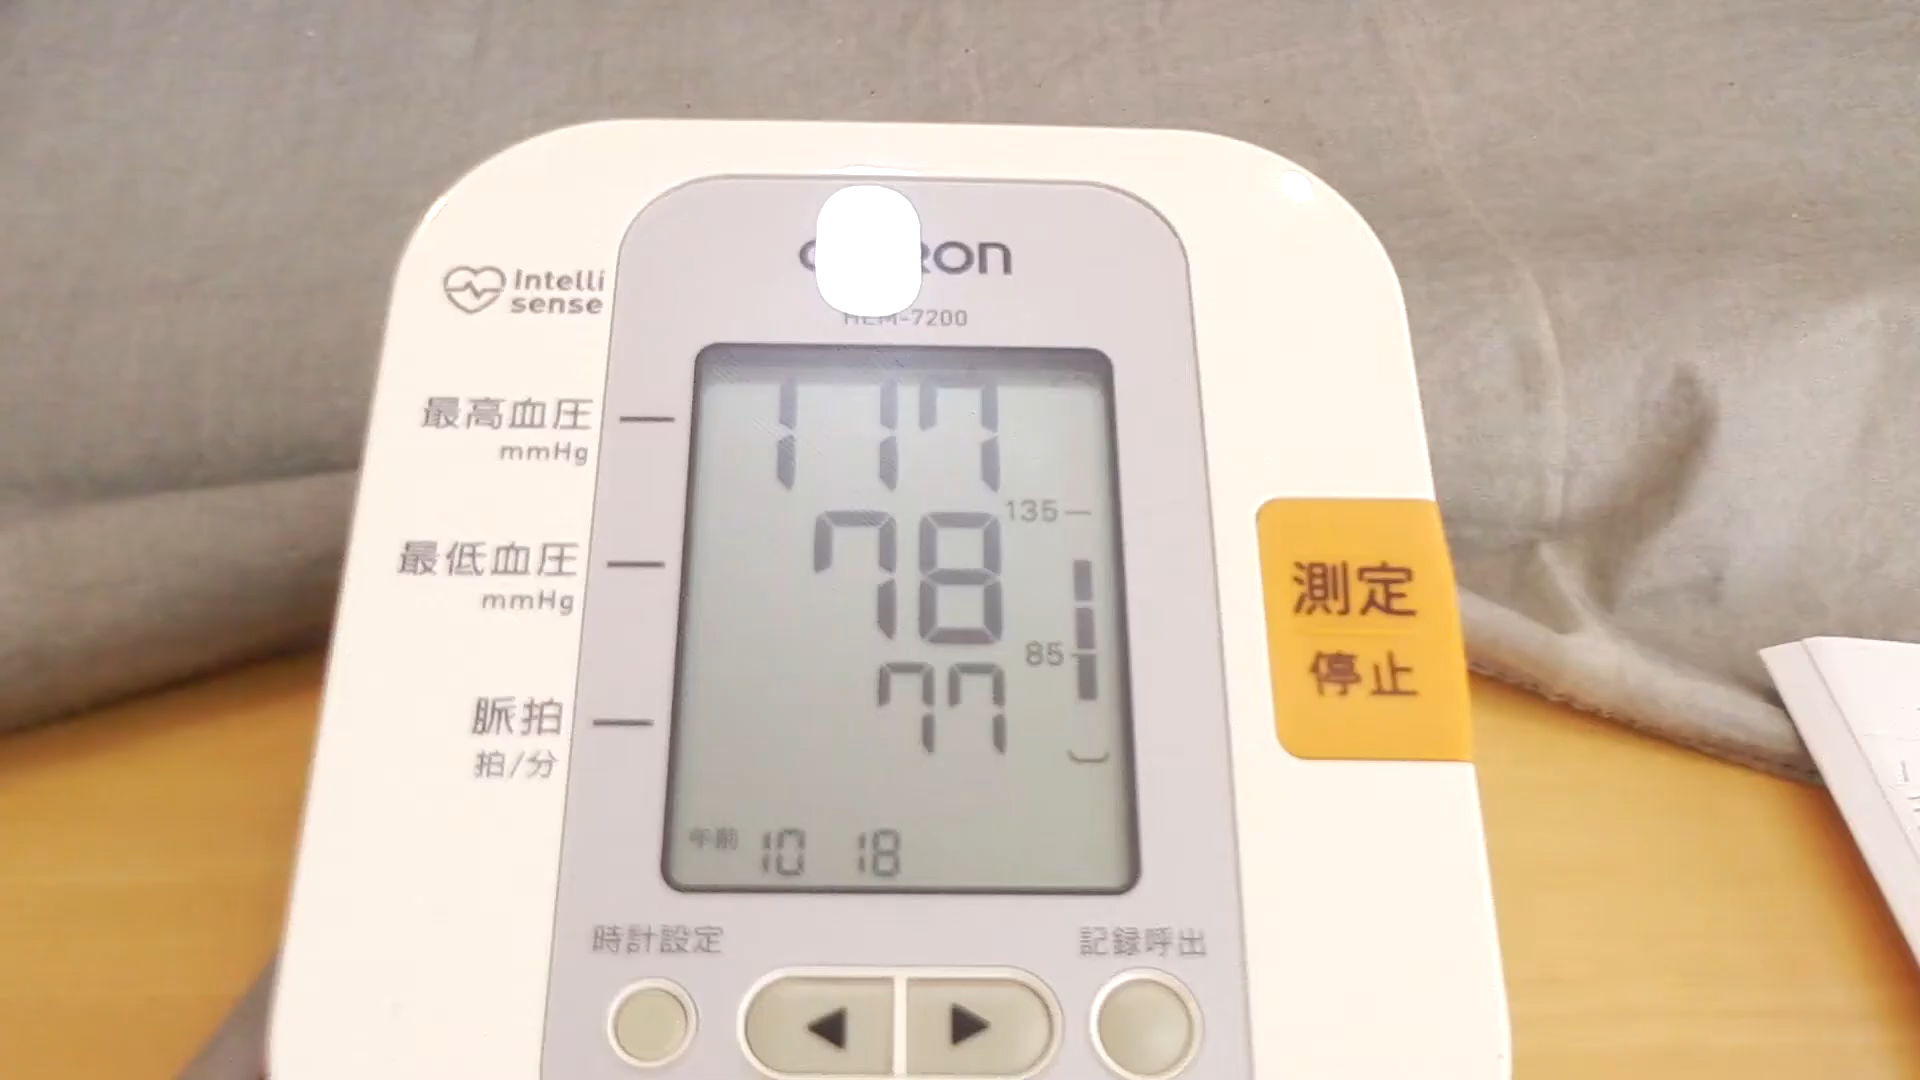 Intelli
sense
HEM-7200
最高血圧
mmHg
117
135
最低血圧
mmHg
78
85
脈拍
拍/分
77
午前 10 18
測定
停止
時計設定
記録呼出